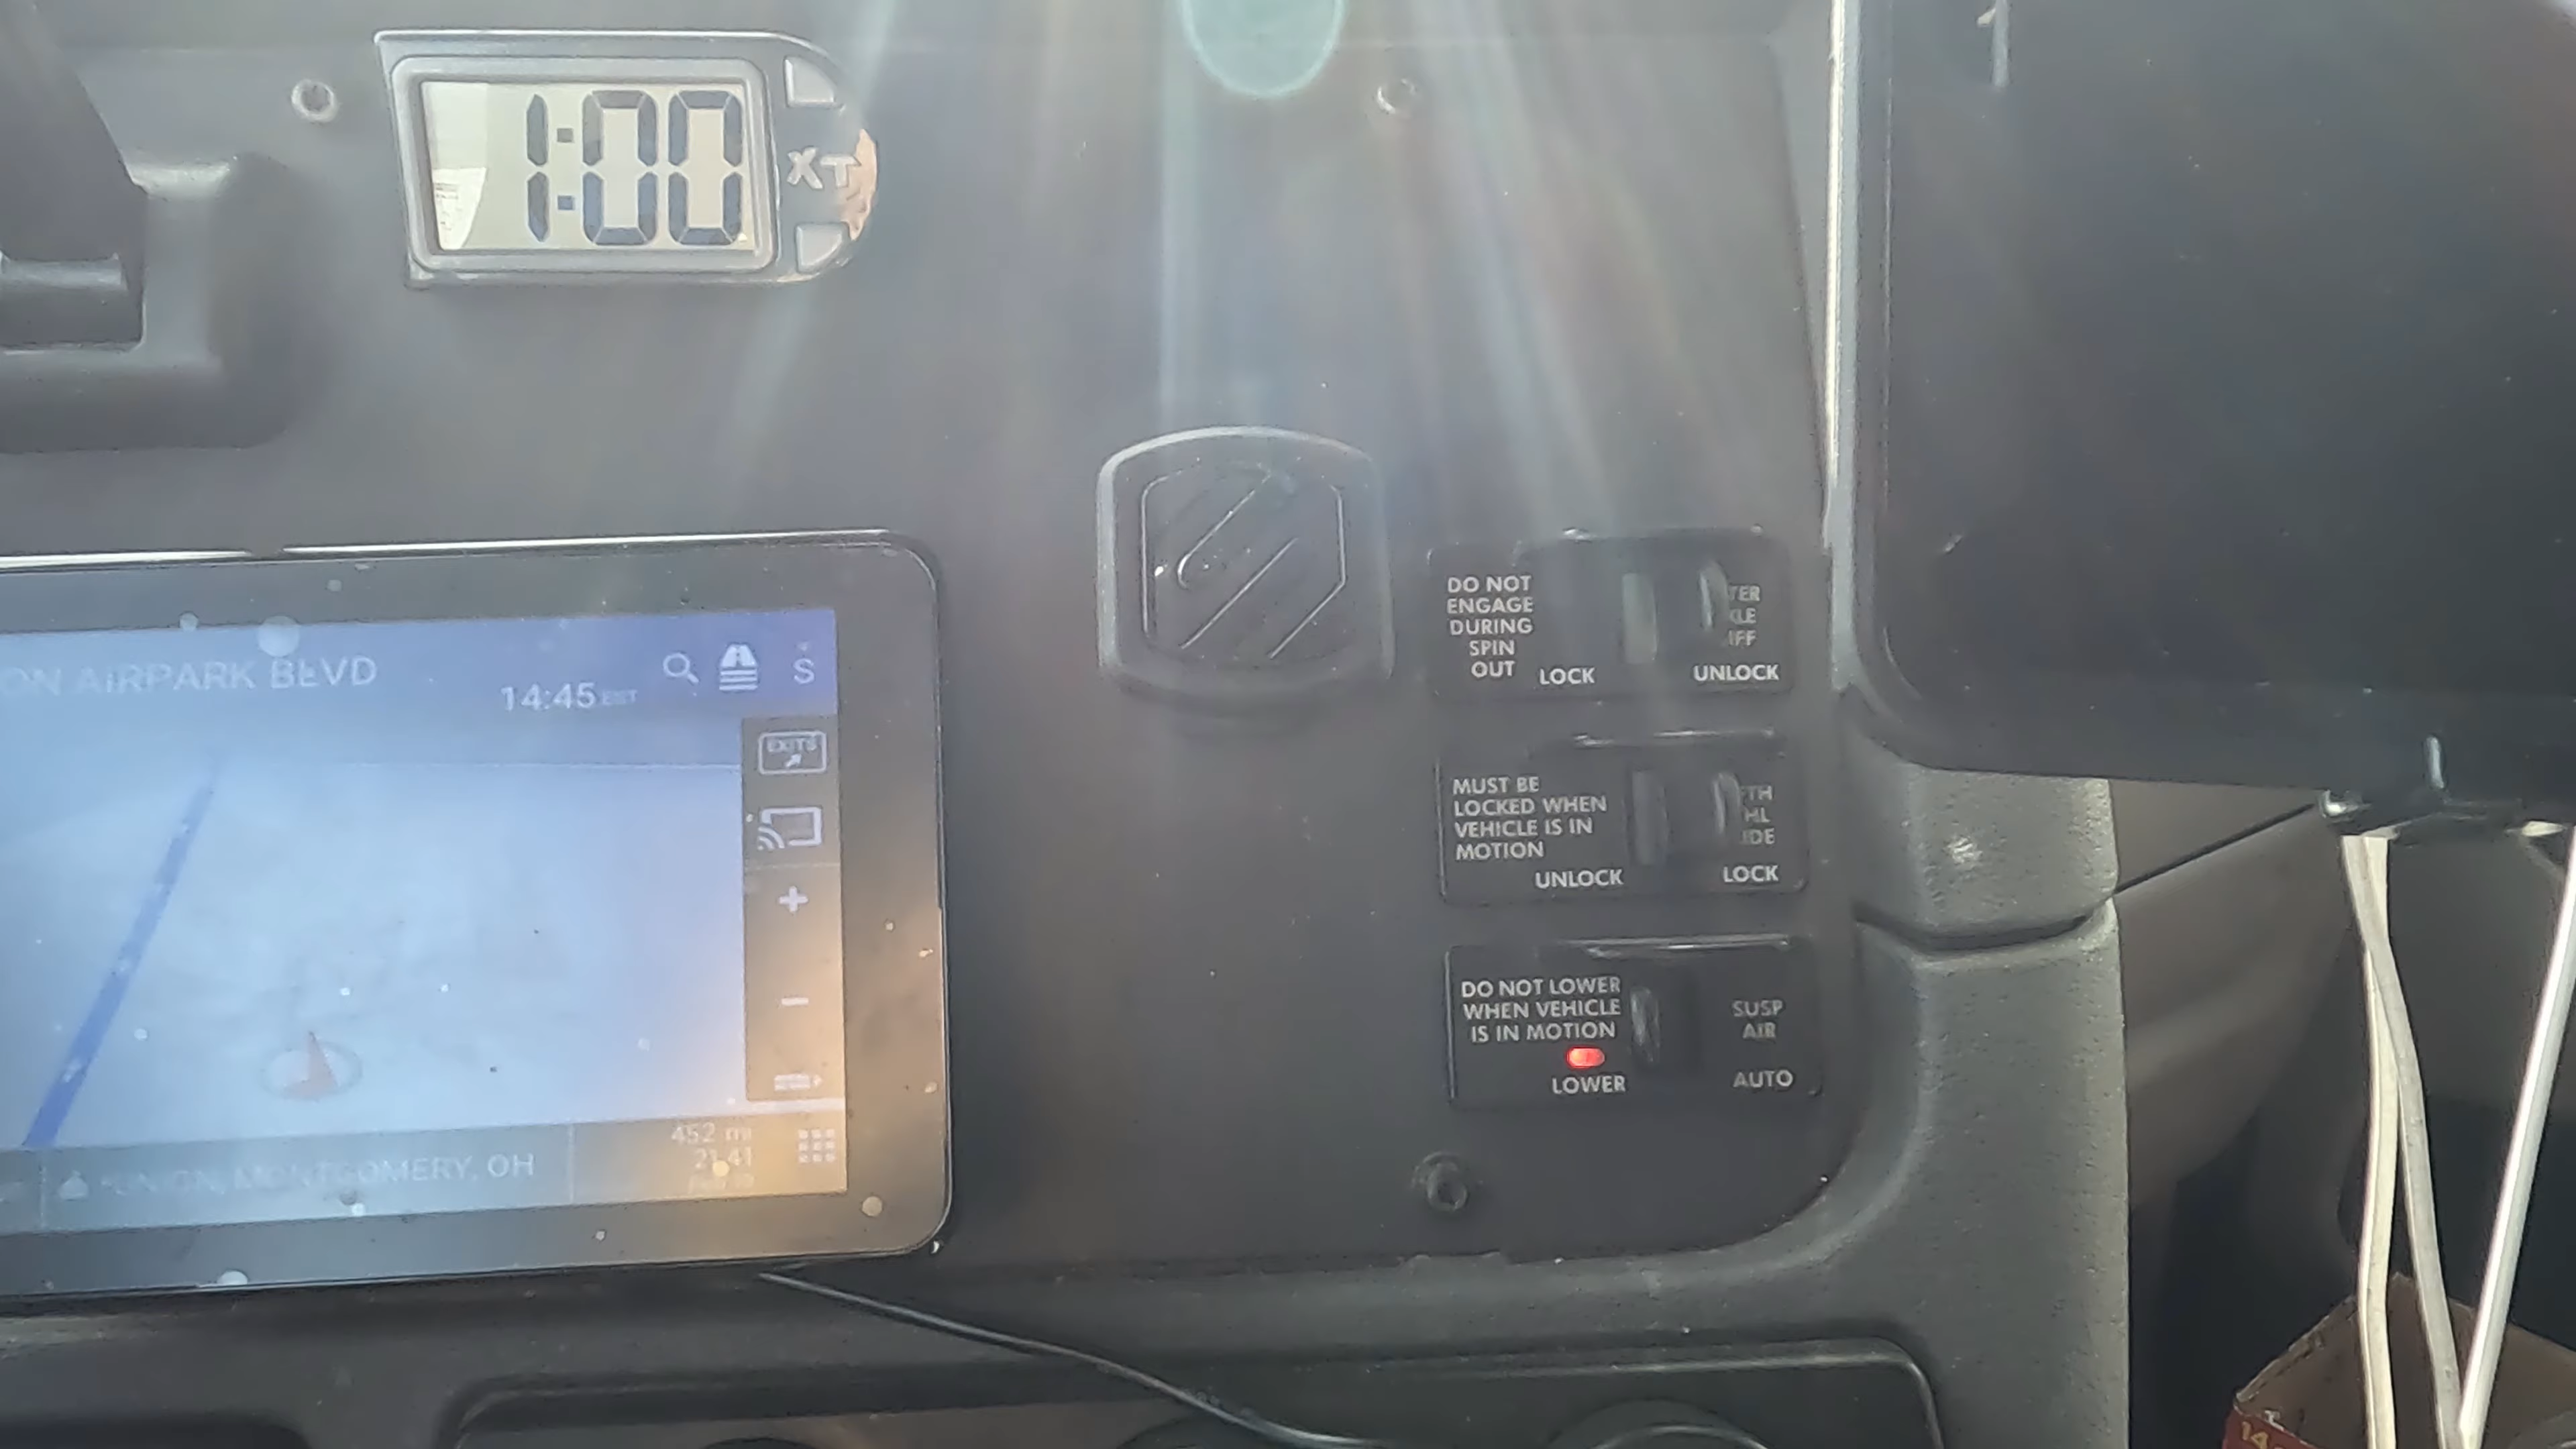 1:00
XT
ON AIRPARK BLVD
14:45 EST
S
EXITS
+
-
MONTGOMERY, OH
452 mi
21:41
DO NOT
ENGAGE
DURING
SPIN
OUT
LOCK
UNLOCK
MUST BE
LOCKED WHEN
VEHICLE IS IN
MOTION
UNLOCK
LOCK
DO NOT LOWER
WHEN VEHICLE
IS IN MOTION
LOWER
SUSP
AIR
AUTO
14